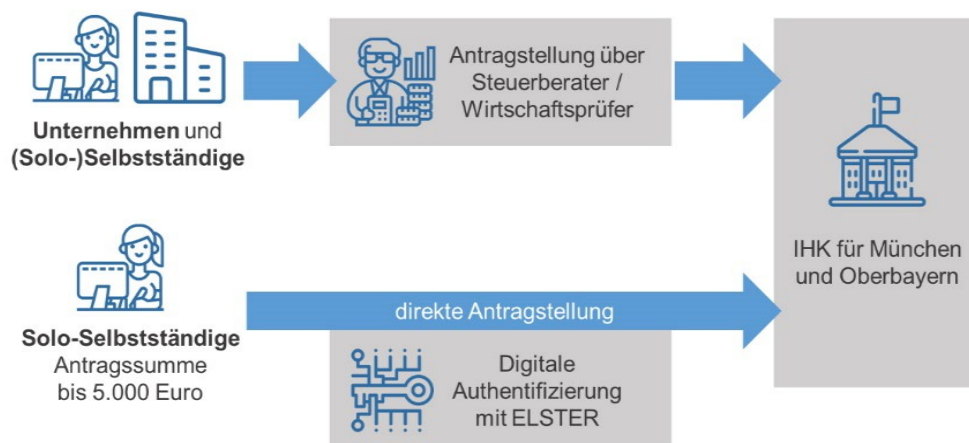 Unternehmen und
(Solo-)Selbstständige
Antragstellung über
Steuerberater /
Wirtschaftsprüfer
IHK für München
und Oberbayern
Solo-Selbstständige
Antragssumme
bis 5.000 Euro
direkte Antragstellung
Digitale
Authentifizierung
mit ELSTER